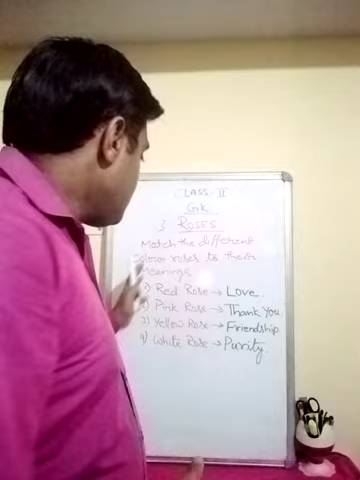 CLASS - II
G.K
3 ROSES
Match the different
colour roses to their
Meanings
1) Red Rose → Love.
Pink Rose → Thank you.
3) Yellow Rose → Friendship.
4) White Rose → Purity.